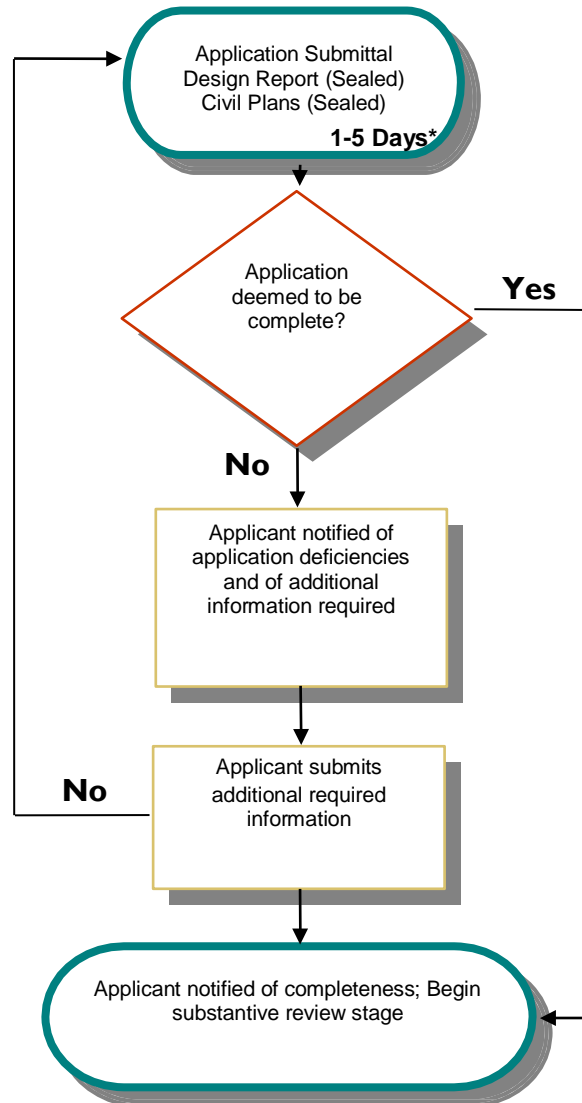 Application Submittal
Design Report (Sealed)
Civil Plans (Sealed)
1-5 Days*
Application
deemed to be
complete?
Yes
No
Applicant notified of
application deficiencies
and of additional
information required
Applicant submits
additional required
information
No
Applicant notified of completeness; Begin
substantive review stage